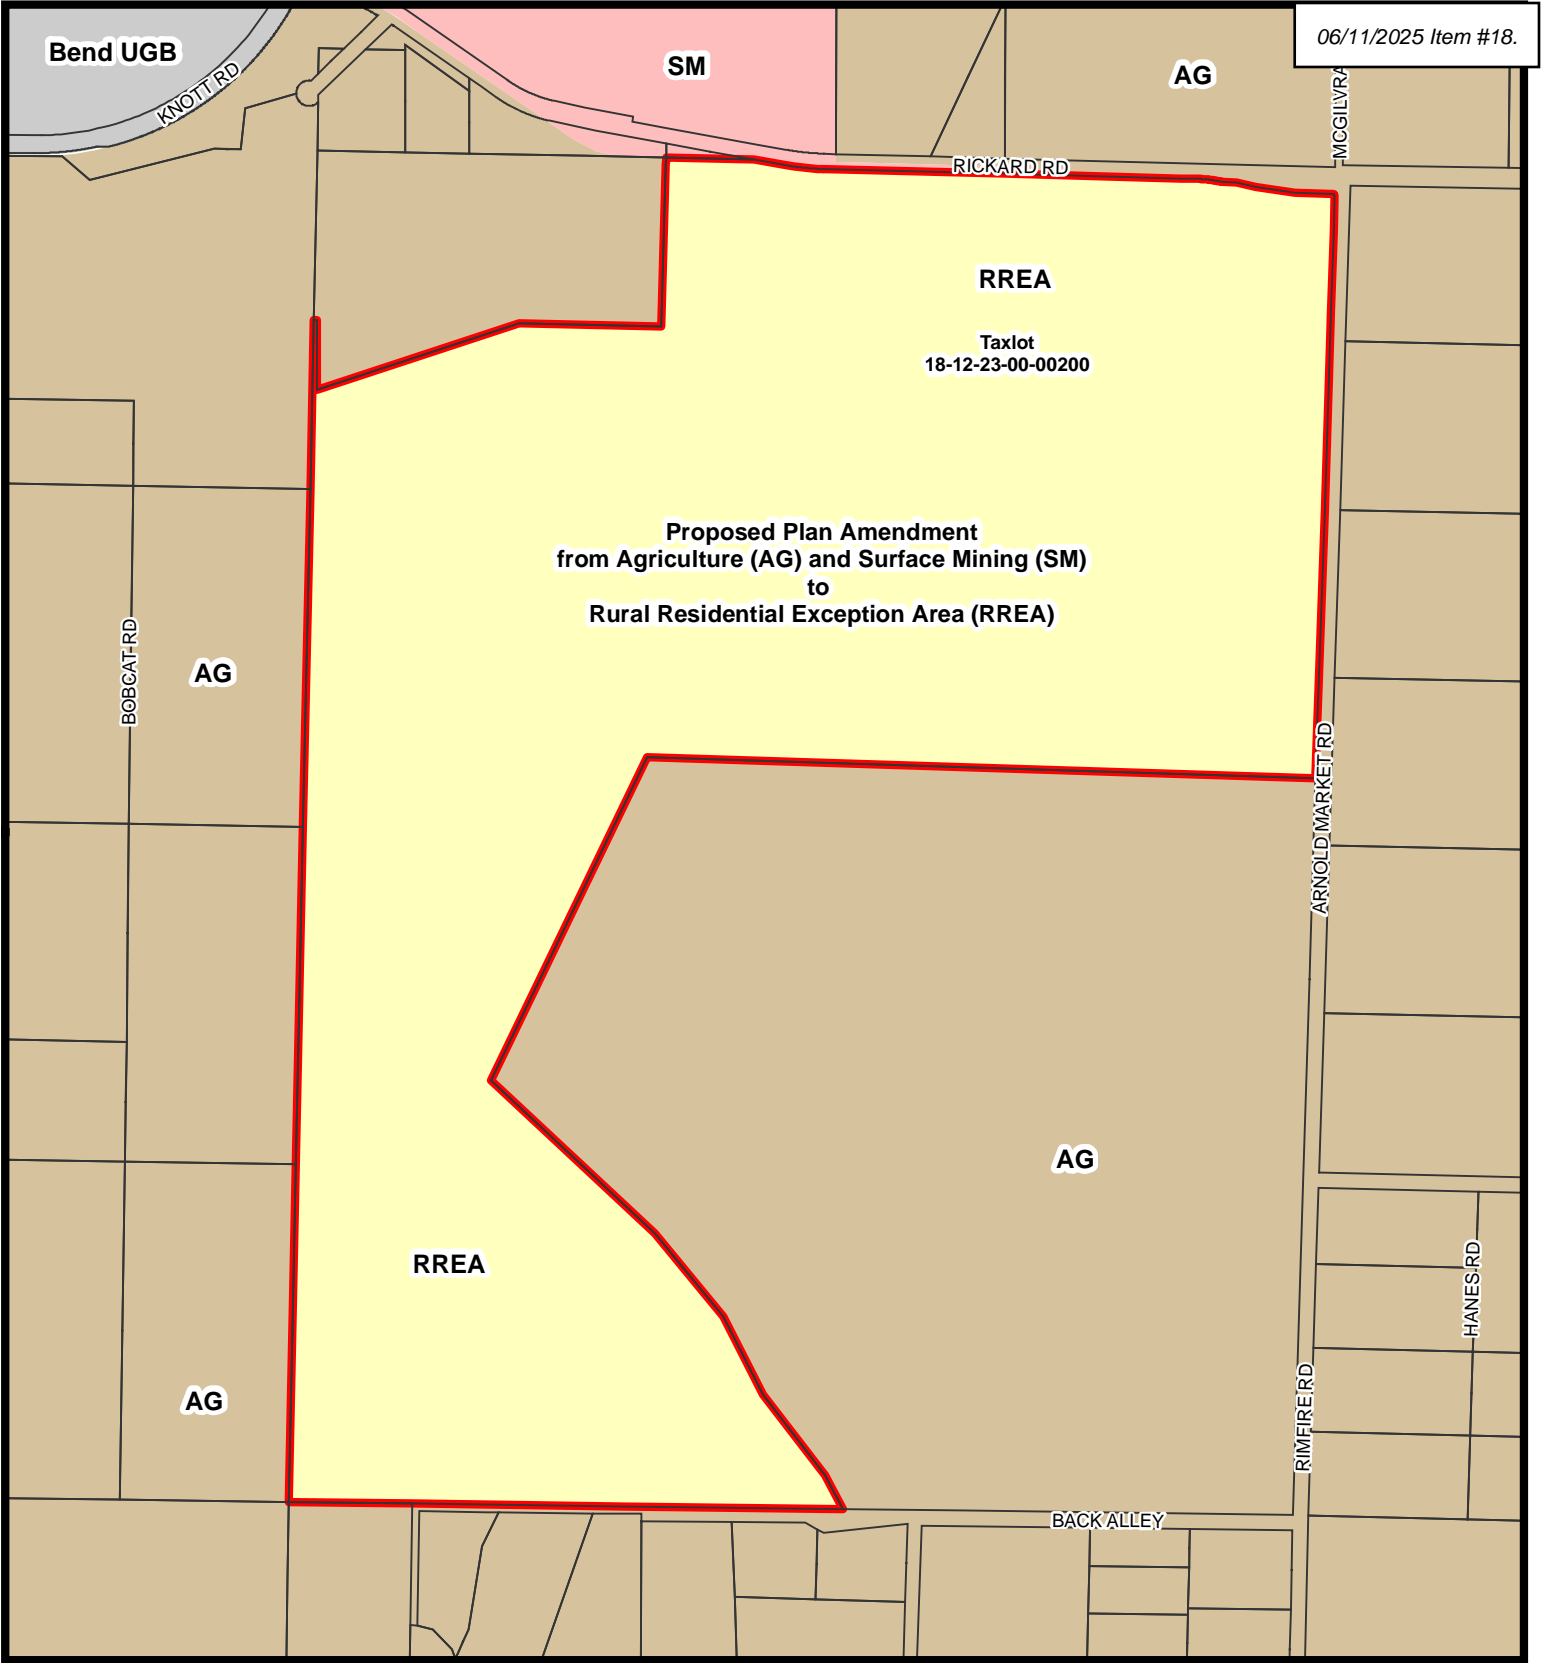 06/11/2025 Item #18.
Bend UGB
KNOTT RD
SM
AG
MCGILVRA
RICKARD RD
RREA
Taxlot
18-12-23-00-00200
Proposed Plan Amendment
from Agriculture (AG) and Surface Mining (SM)
to
Rural Residential Exception Area (RREA)
BOBCAT RD
AG
ARNOLD MARKET RD
AG
RREA
HANES RD
AG
RIMFIRE RD
BACK ALLEY